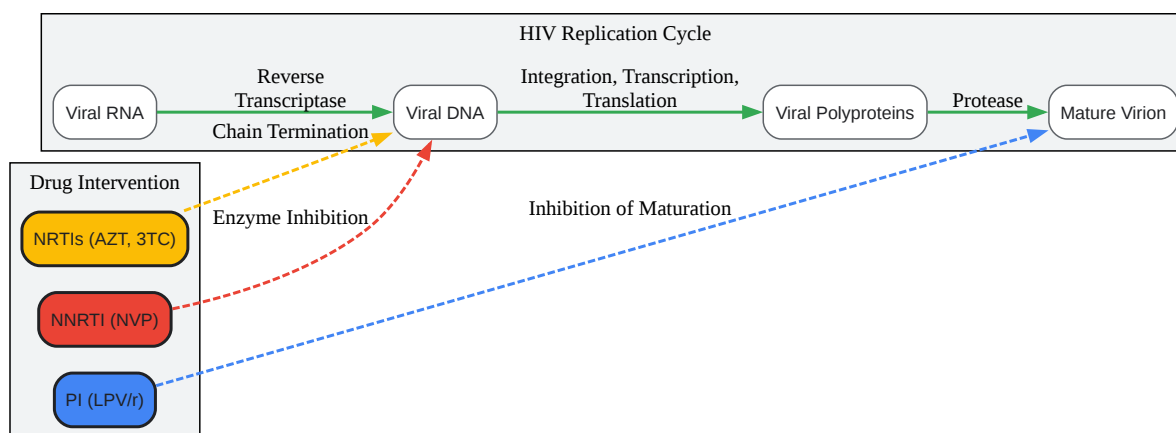 HIV Replication Cycle
Viral RNA
Reverse
Transcriptase
Viral DNA
Integration, Transcription,
Translation
Viral Polyproteins
Protease
Mature Virion
Chain Termination
Drug Intervention
NRTIs (AZT, 3TC)
Enzyme Inhibition
Inhibition of Maturation
NNRTI (NVP)
PI (LPV/r)